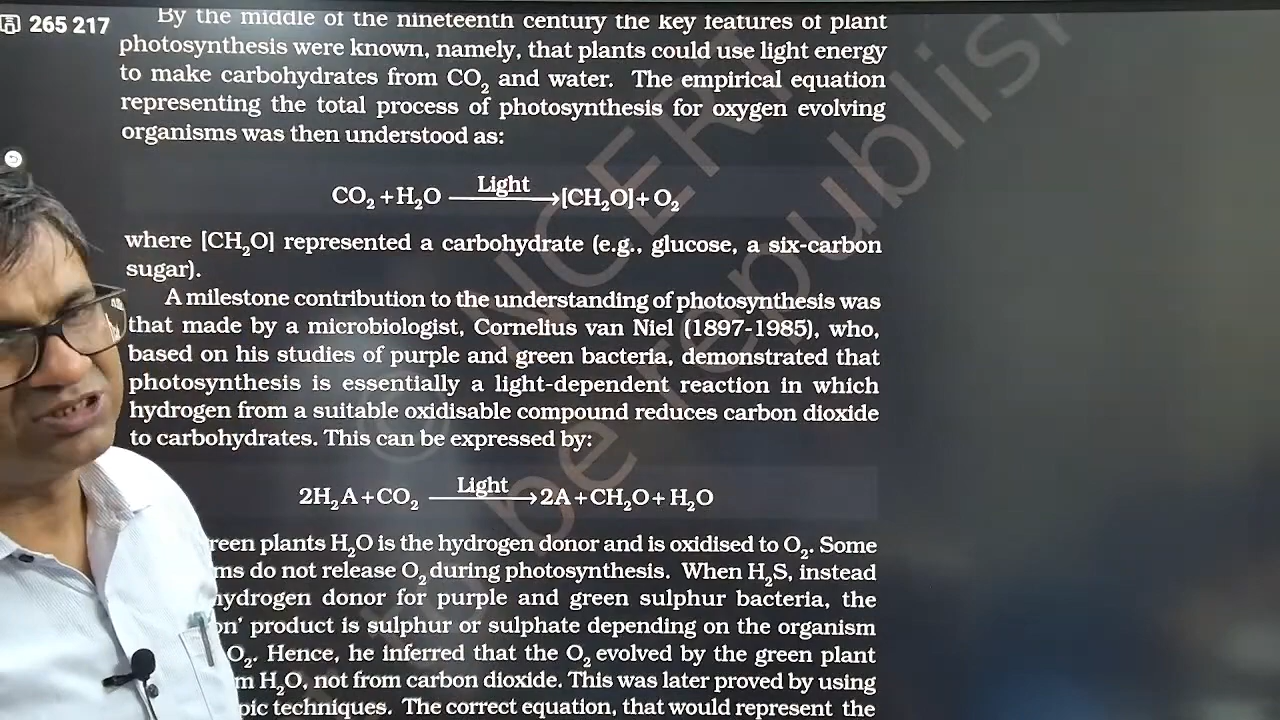 265 217
By the middle of the nineteenth century the key features of plant
photosynthesis were known, namely, that plants could use light energy
to make carbohydrates from CO₂ and water. The empirical equation
representing the total process of photosynthesis for oxygen evolving
organisms was then understood as:
CO₂ + H₂O —Light→ [CH₂O] + O₂
where [CH₂O] represented a carbohydrate (e.g., glucose, a six-carbon
sugar).
A milestone contribution to the understanding of photosynthesis was
that made by a microbiologist, Cornelius van Niel (1897-1985), who,
based on his studies of purple and green bacteria, demonstrated that
photosynthesis is essentially a light-dependent reaction in which
hydrogen from a suitable oxidisable compound reduces carbon dioxide
to carbohydrates. This can be expressed by:
2H₂A + CO₂ —Light→ 2A + CH₂O + H₂O
reen plants H₂O is the hydrogen donor and is oxidised to O₂. Some
ms do not release O₂ during photosynthesis. When H₂S, instead
hydrogen donor for purple and green sulphur bacteria, the
on’ product is sulphur or sulphate depending on the organism
O₂. Hence, he inferred that the O₂ evolved by the green plant
m H₂O, not from carbon dioxide. This was later proved by using
pic techniques. The correct equation, that would represent the
© NCERT
be republis